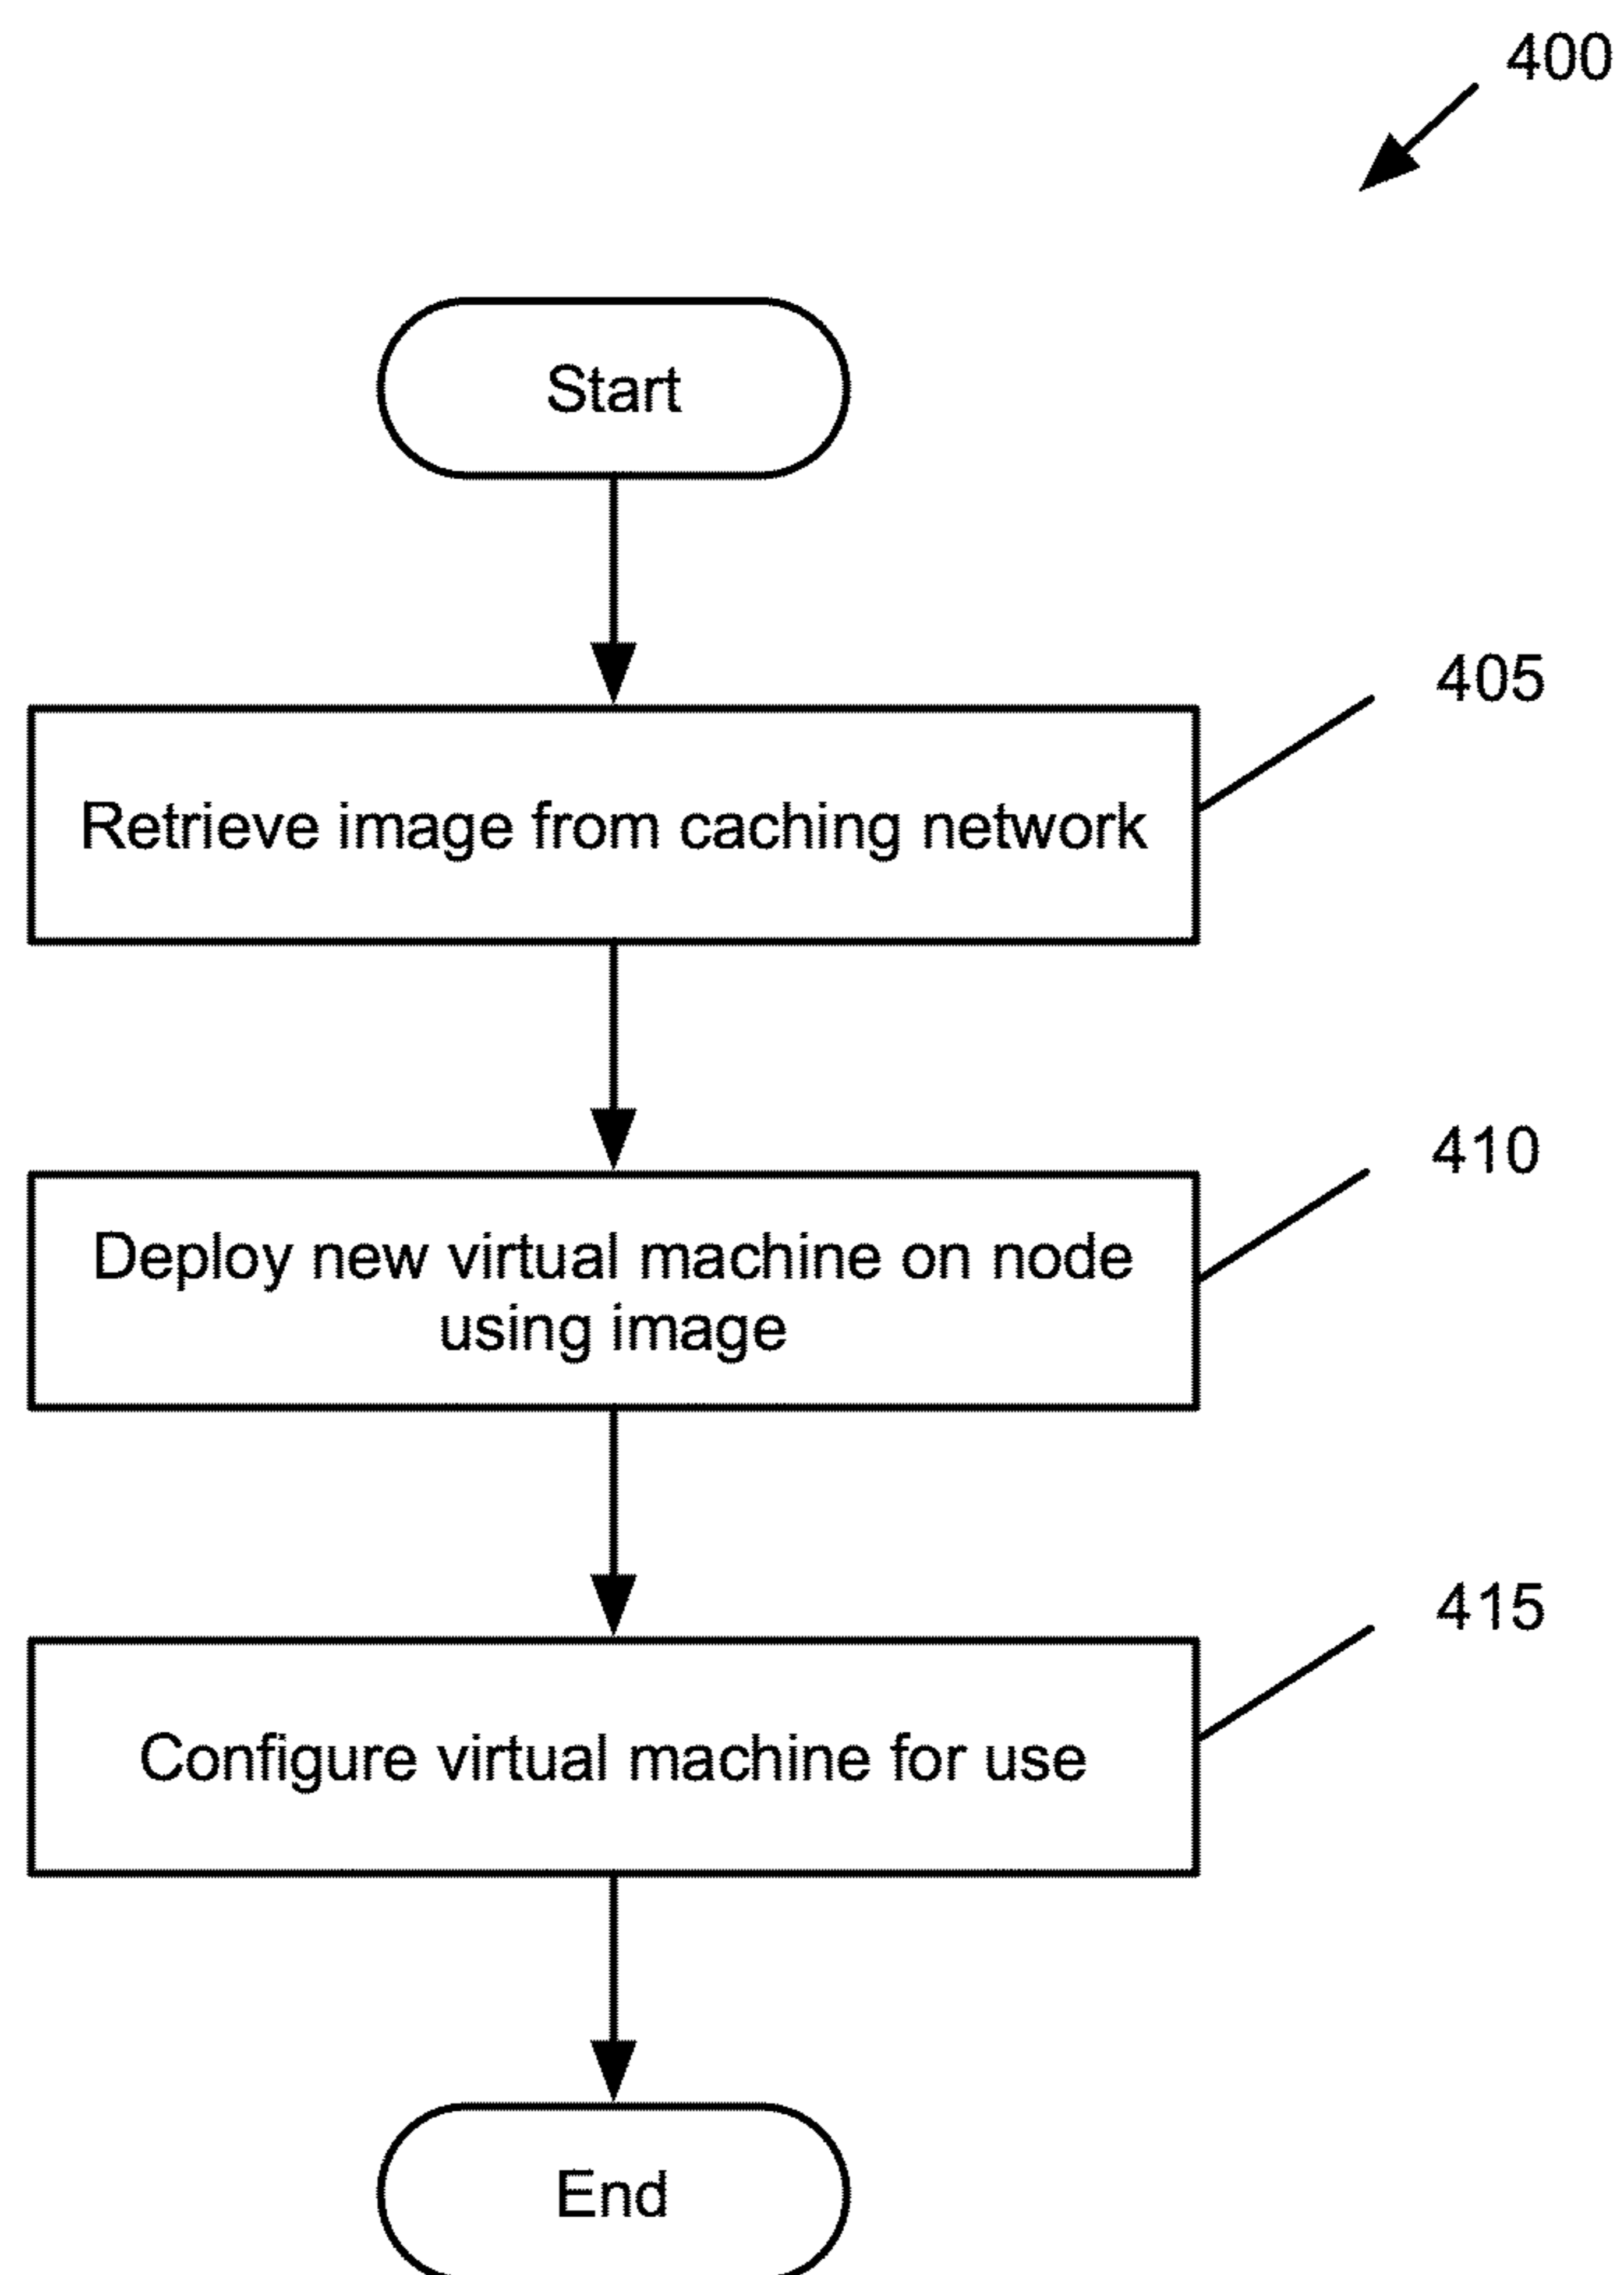 400
Start
405
Retrieve image from caching network
410
Deploy new virtual machine on node
using image
415
Configure virtual machine for use
End